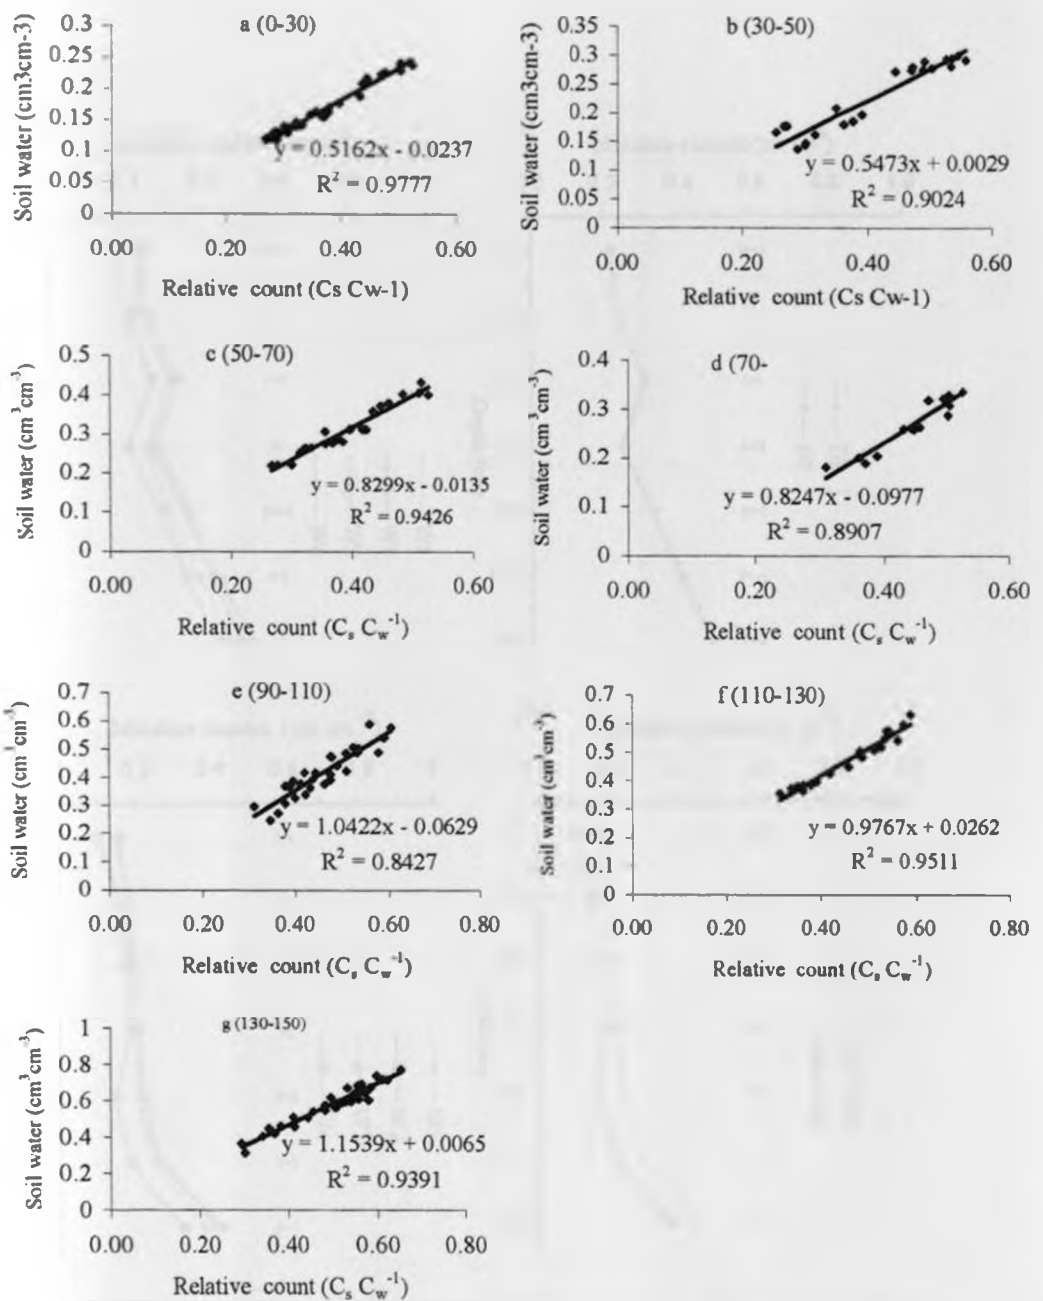 a (0-30)
Soil water (cm3cm-3)
0.3
0.25
0.2
0.15
0.1
0.05
0
y = 0.5162x - 0.0237
R² = 0.9777
0.00 0.20 0.40 0.60
Relative count (Cs Cw-1)
b (30-50)
Soil water (cm3cm-3)
0.35
0.3
0.25
0.2
0.15
0.1
0.05
0
y = 0.5473x + 0.0029
R² = 0.9024
0.00 0.20 0.40 0.60
Relative count (Cs Cw-1)
c (50-70)
Soil water (cm³cm⁻³)
0.5
0.4
0.3
0.2
0.1
0
y = 0.8299x - 0.0135
R² = 0.9426
0.00 0.20 0.40 0.60
Relative count (Cₛ C_w⁻¹)
d (70-
Soil water (cm³cm⁻³)
0.4
0.3
0.2
0.1
0
y = 0.8247x - 0.0977
R² = 0.8907
0.00 0.20 0.40 0.60
Relative count (Cₛ C_w⁻¹)
e (90-110)
Soil water (cm³cm⁻³)
0.7
0.6
0.5
0.4
0.3
0.2
0.1
0
y = 1.0422x - 0.0629
R² = 0.8427
0.00 0.20 0.40 0.60 0.80
Relative count (Cₛ C_w⁻¹)
f (110-130)
Soil water (cm³cm⁻³)
0.7
0.6
0.5
0.4
0.3
0.2
0.1
0
y = 0.9767x + 0.0262
R² = 0.9511
0.00 0.20 0.40 0.60 0.80
Relative count (Cₛ C_w⁻¹)
g (130-150)
Soil water (cm³cm⁻³)
1
0.8
0.6
0.4
0.2
0
y = 1.1539x + 0.0065
R² = 0.9391
0.00 0.20 0.40 0.60 0.80
Relative count (Cₛ C_w⁻¹)